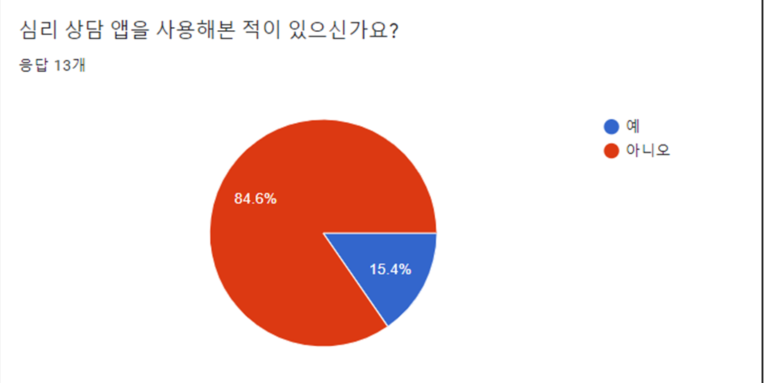 심리 상담 앱을 사용해본 적이 있으신가요?
응답 13개
예
아니오
84.6%
15.4%